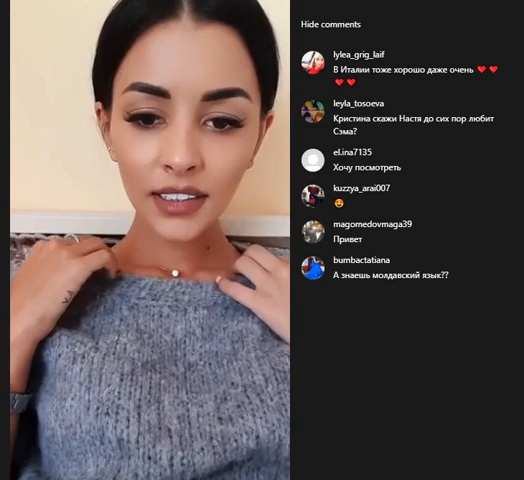 Hide comments
lylea_grig_laif
В Италии тоже хорошо даже очень ❤️ ❤️
❤️ ❤️
leyla_tosoeva
Кристина скажи Настя до сих пор любит
Сэма?
el.ina7135
Хочу посмотреть
kuzzya_arai007
😍
magomedovmaga39
Привет
bumbactatiana
А знаешь молдавский язык??